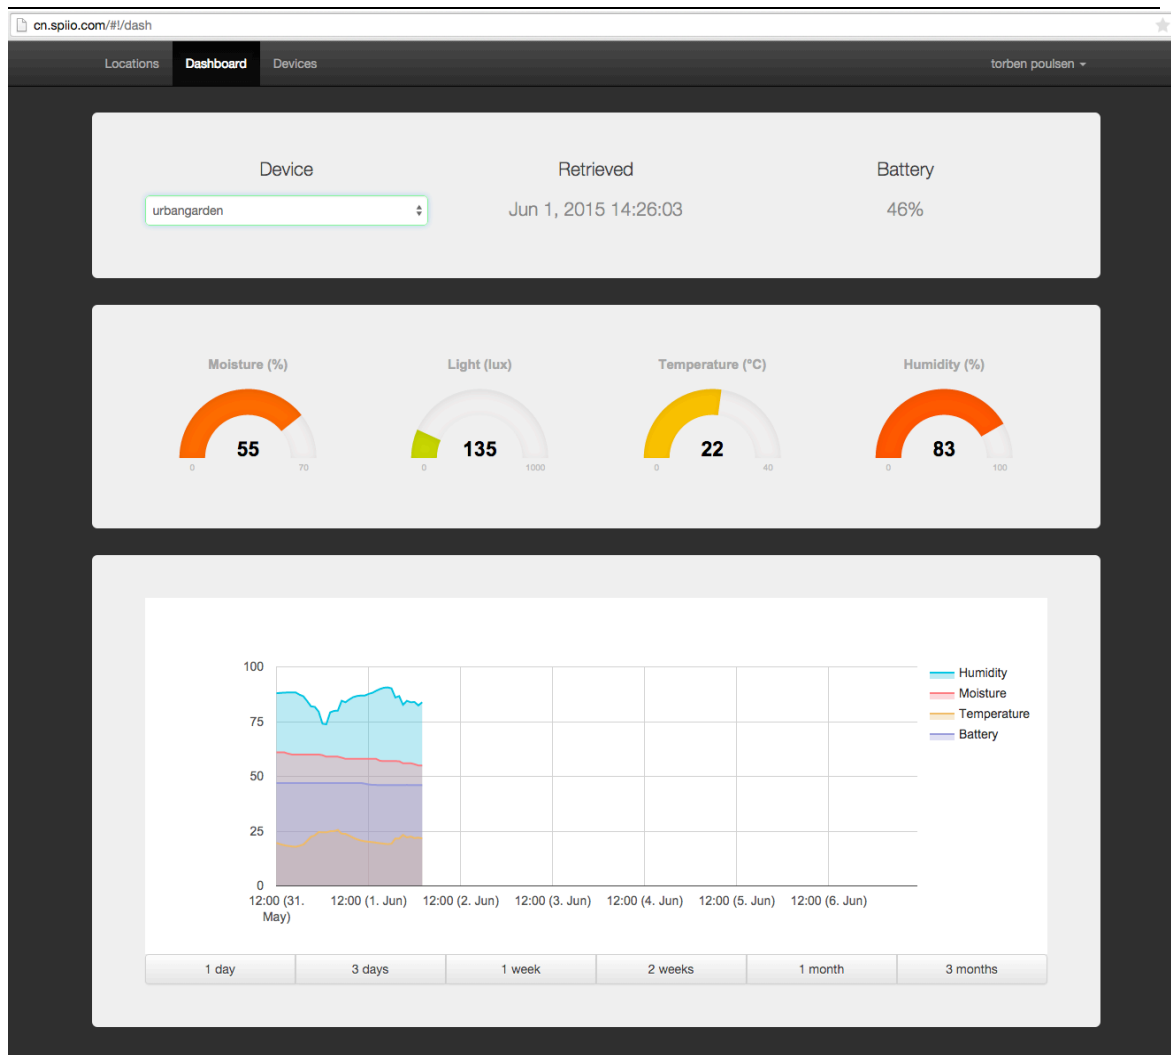 cn.spiio.com/#!/dash
Locations Dashboard Devices torben poulsen
Device Retrieved Battery
urbangarden Jun 1, 2015 14:26:03 46%
Moisture (%) Light (lux) Temperature (°C) Humidity (%)
55 135 22 83
0 70 0 1000 0 40 0 100
100
75
50
25
0
Humidity
Moisture
Temperature
Battery
12:00 (31. May) 12:00 (1. Jun) 12:00 (2. Jun) 12:00 (3. Jun) 12:00 (4. Jun) 12:00 (5. Jun) 12:00 (6. Jun)
1 day 3 days 1 week 2 weeks 1 month 3 months